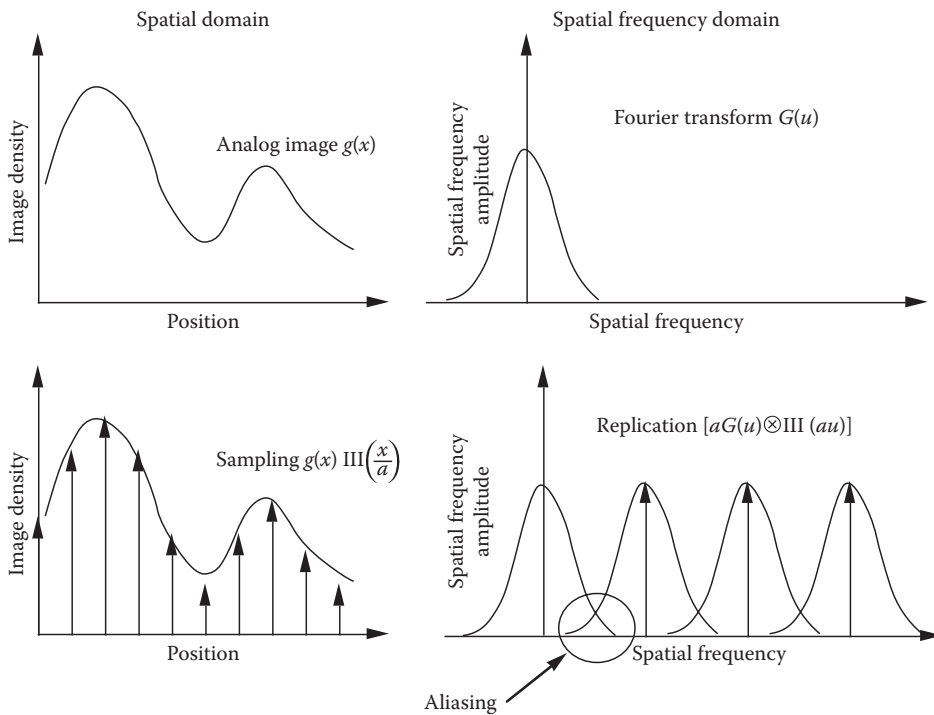 Spatial domain
Spatial frequency domain
Image density
Analog image g(x)
Position
Spatial frequency
amplitude
Fourier transform G(u)
Spatial frequency
Image density
Sampling g(x) III(x/a)
Position
Spatial frequency
amplitude
Replication [aG(u)⊗III (au)]
Spatial frequency
Aliasing